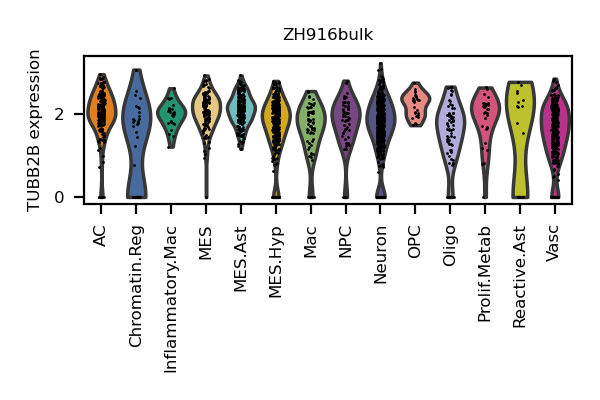 ZH916bulk
TUBB2B expression
2
0
AC
Chromatin.Reg
Inflammatory.Mac
MES
MES.Ast
MES.Hyp
Mac
NPC
Neuron
OPC
Oligo
Prolif.Metab
Reactive.Ast
Vasc